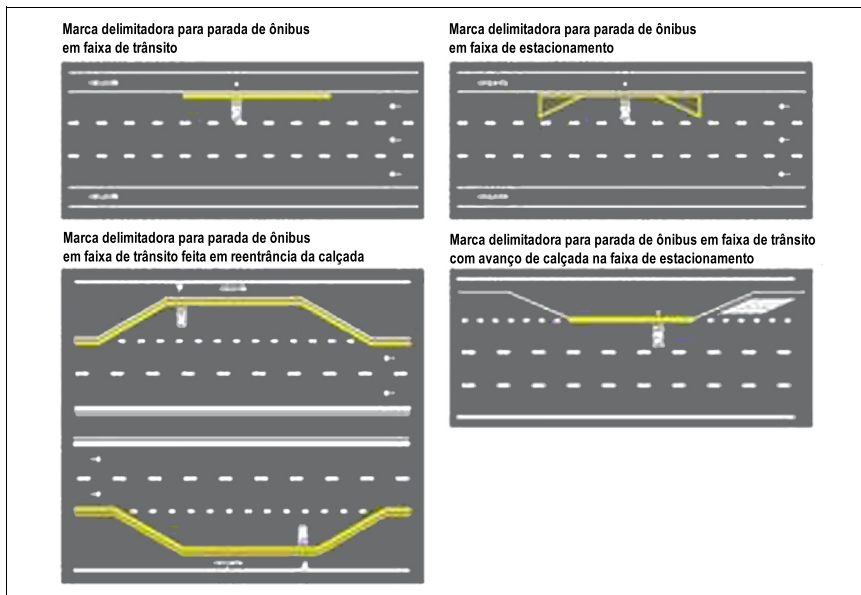 Marca delimitadora para parada de ônibus
em faixa de trânsito
Marca delimitadora para parada de ônibus
em faixa de estacionamento
Marca delimitadora para parada de ônibus
em faixa de trânsito feita em reentrância da calçada
Marca delimitadora para parada de ônibus em faixa de trânsito
com avanço de calçada na faixa de estacionamento